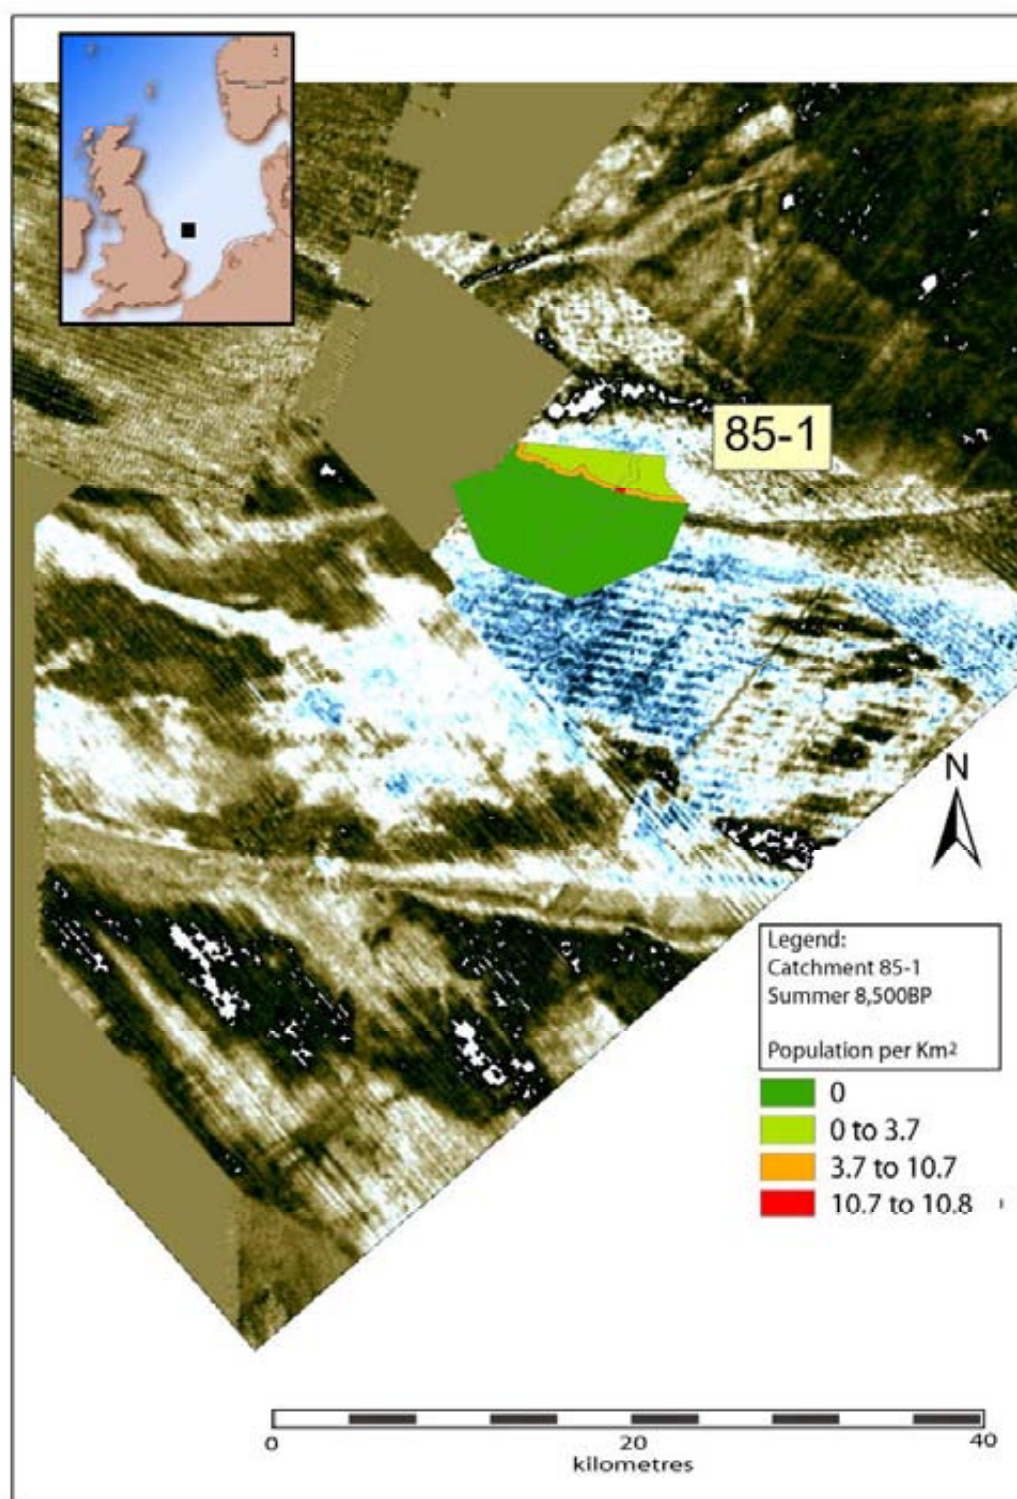 85-1
N
Legend:
Catchment 85-1
Summer 8,500BP
Population per Km2
0
0 to 3.7
3.7 to 10.7
10.7 to 10.8
0 20 40
kilometres